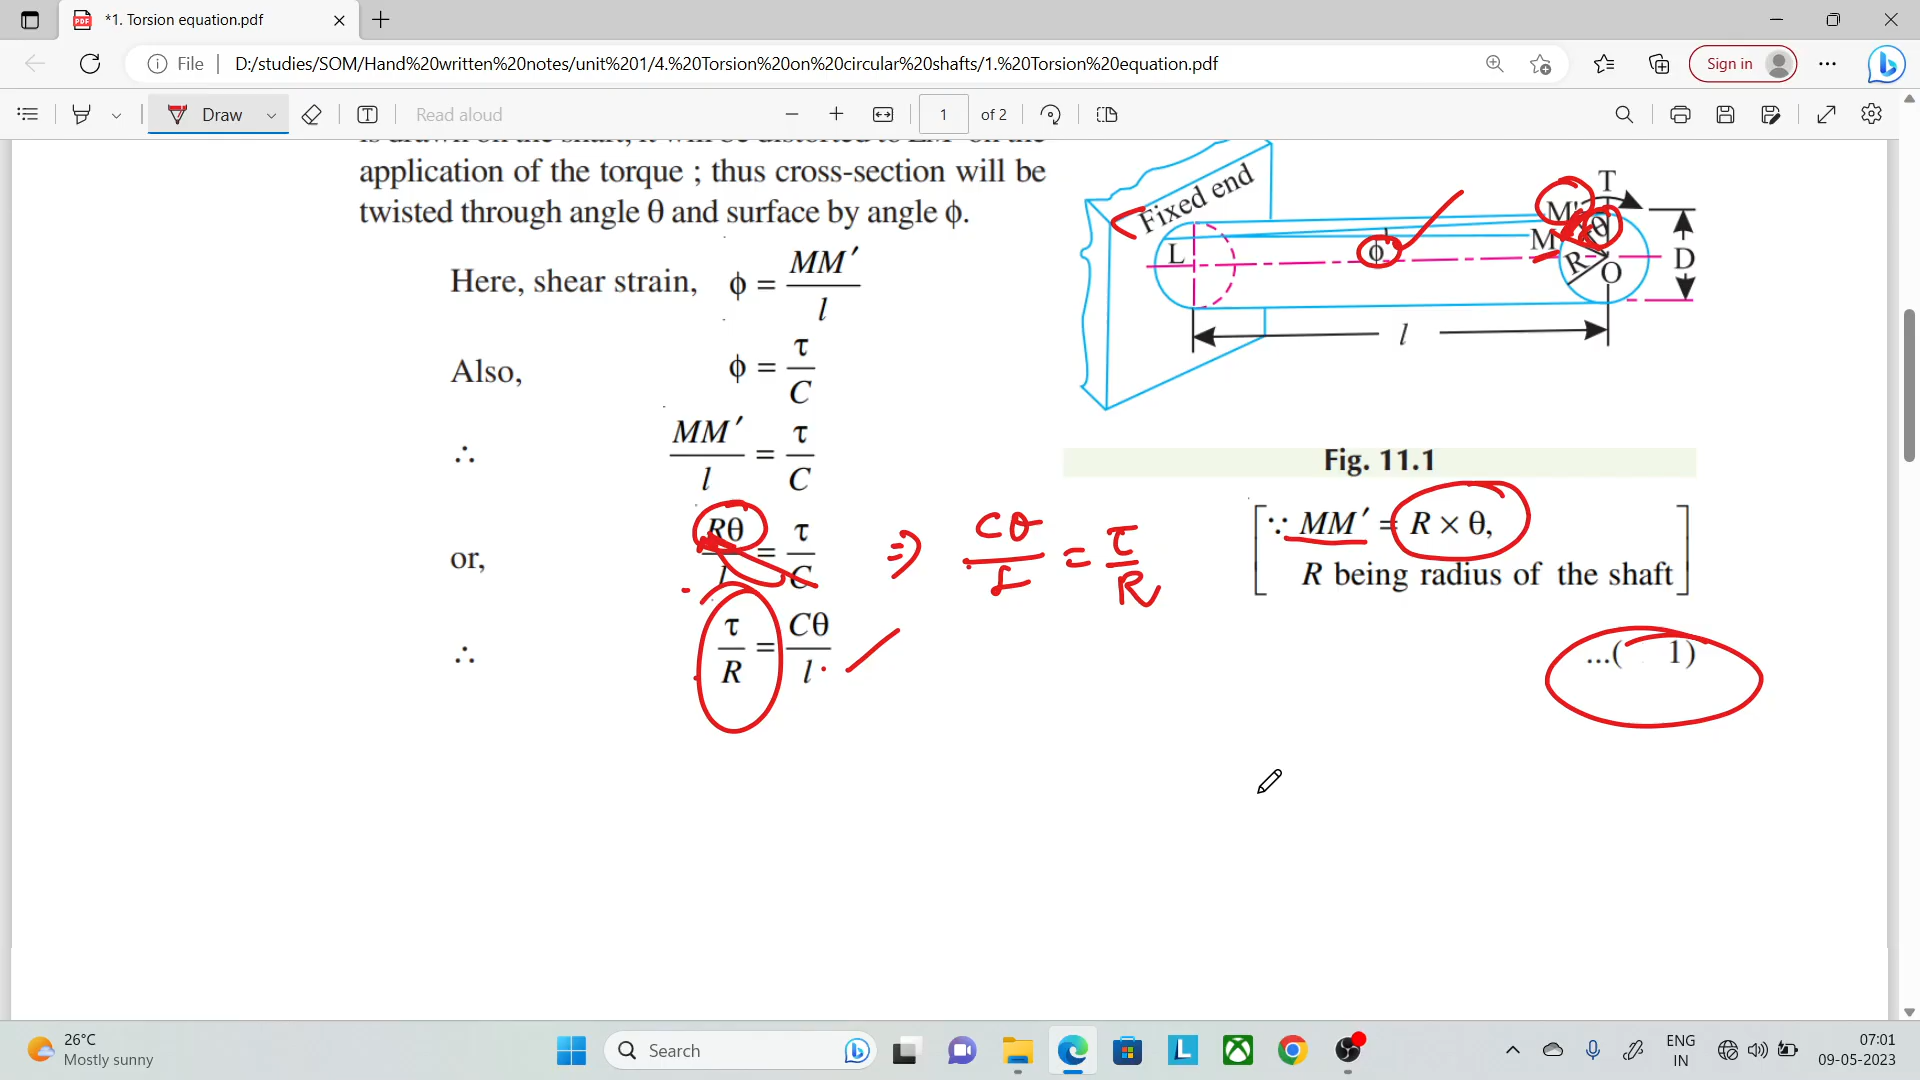 *1. Torsion equation.pdf
File
D:/studies/SOM/Hand%20written%20notes/unit%201/4.%20Torsion%20on%20circular%20shafts/1.%20Torsion%20equation.pdf
Sign in
Draw
Read aloud
1 of 2
application of the torque ; thus cross-section will be
twisted through angle θ and surface by angle ϕ.
Here, shear strain, ϕ = MM′ / l
Also, ϕ = τ / C
∴ MM′ / l = τ / C
or, Rθ / l = τ / C ⇒ Cθ / L = τ / R
[∵ MM′ = R × θ,
R being radius of the shaft]
∴ τ / R = Cθ / l
...( 1)
Fixed end
T
M'
θ
M
L
ϕ
R
O
D
l
Fig. 11.1
26°C
Mostly sunny
Search
ENG
IN
07:01
09-05-2023